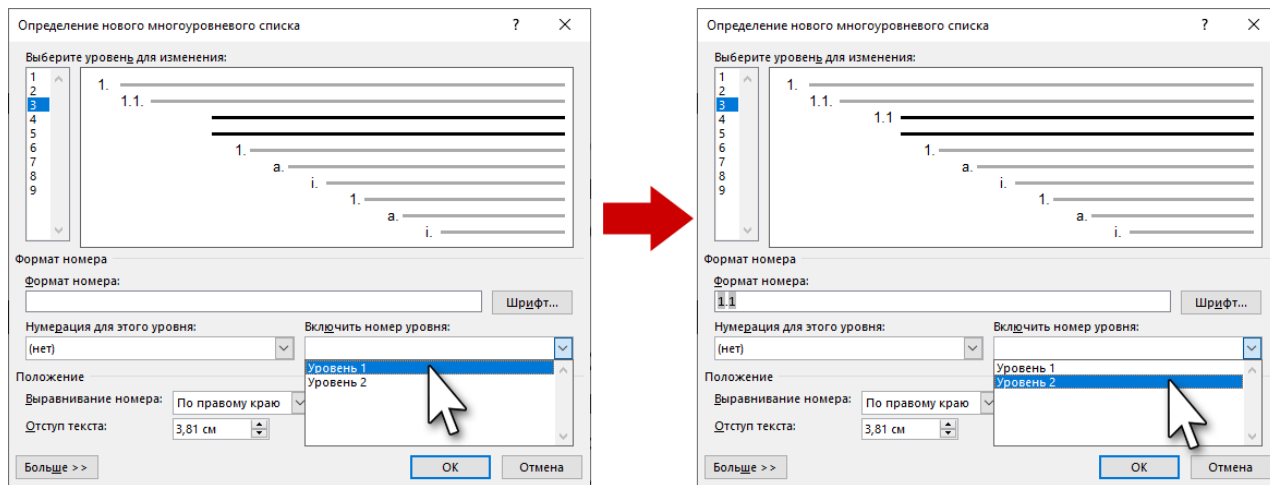 Определение нового многоуровневого списка ? ×
Выберите уровень для изменения:
1
2
3
4
5
6
7
8
9
1.
1.1.
1.
a.
i.
1.
a.
i.
Формат номера
Формат номера:
Шрифт...
Нумерация для этого уровня: Включить номер уровня:
(нет)
Уровень 1
Уровень 2
Положение
Выравнивание номера: По правому краю
Отступ текста: 3,81 см
Больше >> ОК Отмена
Определение нового многоуровневого списка ? ×
Выберите уровень для изменения:
1
2
3
4
5
6
7
8
9
1.
1.1.
1.1
1.
a.
i.
1.
a.
i.
Формат номера
Формат номера:
1.1 Шрифт...
Нумерация для этого уровня: Включить номер уровня:
(нет)
Уровень 1
Уровень 2
Положение
Выравнивание номера: По правому краю
Отступ текста: 3,81 см
Больше >> ОК Отмена